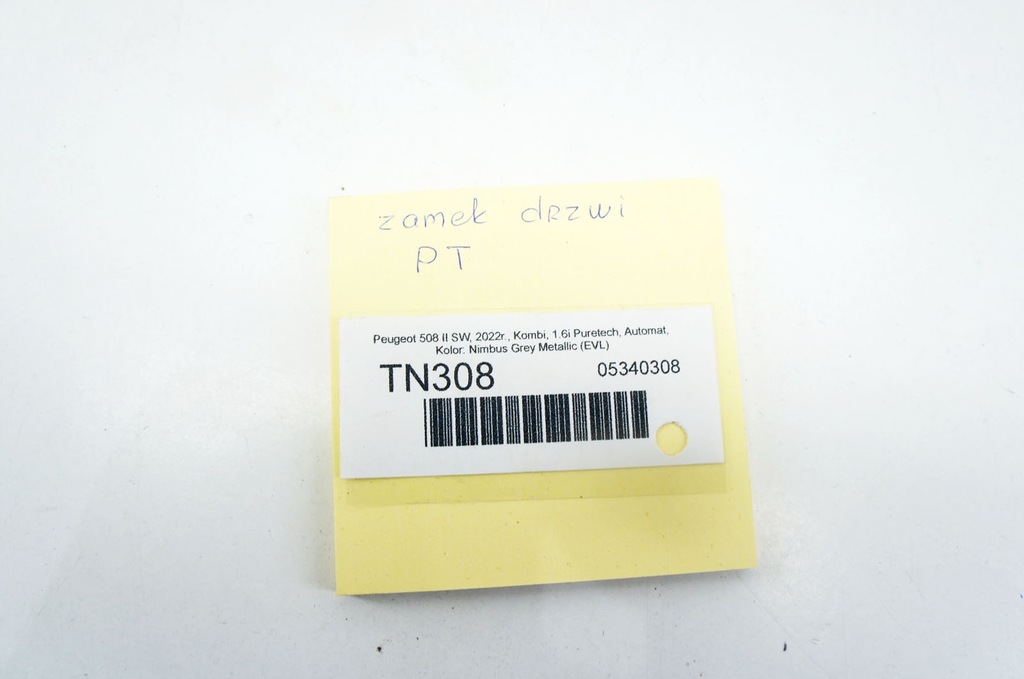 zamek drzwi
PT
Peugeot 508 II SW, 2022r., Kombi, 1.6i Puretech, Automat,
Kolor: Nimbus Grey Metallic (EVL)
TN308 05340308